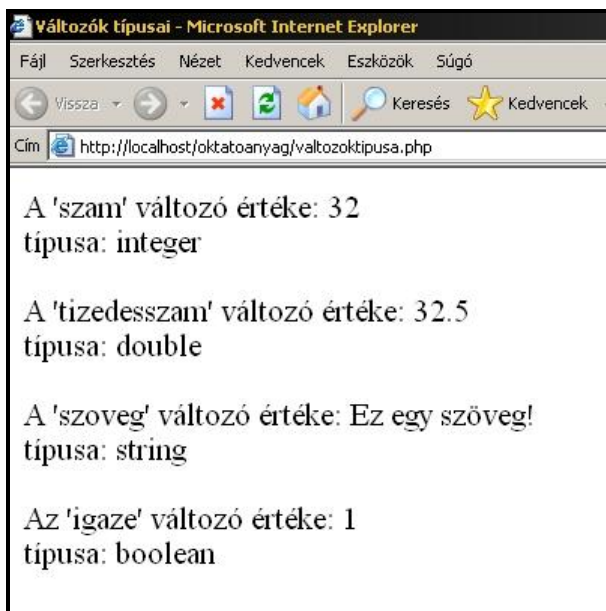 Változók típusai - Microsoft Internet Explorer
Fájl Szerkesztés Nézet Kedvencek Eszközök Súgó
Vissza Keresés Kedvencek
Cím http://localhost/oktatoanyag/valtozoktipusa.php
A 'szam' változó értéke: 32
típusa: integer
A 'tizedesszam' változó értéke: 32.5
típusa: double
A 'szoveg' változó értéke: Ez egy szöveg!
típusa: string
Az 'igaze' változó értéke: 1
típusa: boolean